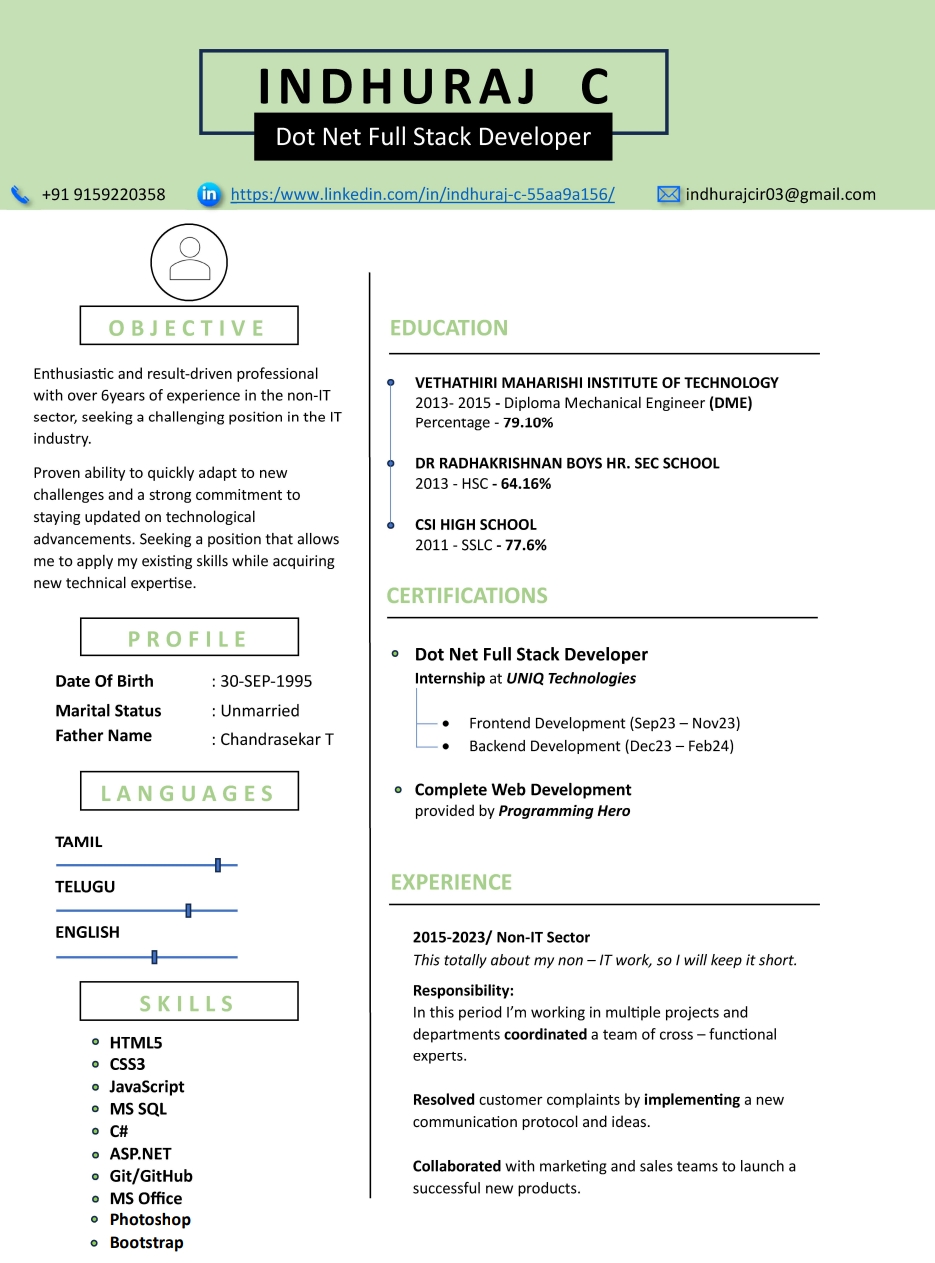 INDHURAJ C
Dot Net Full Stack Developer
+91 9159220358
https:/www.linkedin.com/in/indhuraj-c-55aa9a156/
indhurajcir03@gmail.com
OBJECTIVE
Enthusiastic and result-driven professional
with over 6years of experience in the non-IT
sector, seeking a challenging position in the IT
industry.
Proven ability to quickly adapt to new
challenges and a strong commitment to
staying updated on technological
advancements. Seeking a position that allows
me to apply my existing skills while acquiring
new technical expertise.
PROFILE
Date Of Birth : 30-SEP-1995
Marital Status : Unmarried
Father Name : Chandrasekar T
LANGUAGES
TAMIL
TELUGU
ENGLISH
SKILLS
HTML5
CSS3
JavaScript
MS SQL
C#
ASP.NET
Git/GitHub
MS Office
Photoshop
Bootstrap
EDUCATION
VETHATHIRI MAHARISHI INSTITUTE OF TECHNOLOGY
2013- 2015 - Diploma Mechanical Engineer (DME)
Percentage - 79.10%
DR RADHAKRISHNAN BOYS HR. SEC SCHOOL
2013 - HSC - 64.16%
CSI HIGH SCHOOL
2011 - SSLC - 77.6%
CERTIFICATIONS
Dot Net Full Stack Developer
Internship at UNIQ Technologies
Frontend Development (Sep23 – Nov23)
Backend Development (Dec23 – Feb24)
Complete Web Development
provided by Programming Hero
EXPERIENCE
2015-2023/ Non-IT Sector
This totally about my non – IT work, so I will keep it short.
Responsibility:
In this period I’m working in multiple projects and
departments coordinated a team of cross – functional
experts.
Resolved customer complaints by implementing a new
communication protocol and ideas.
Collaborated with marketing and sales teams to launch a
successful new products.